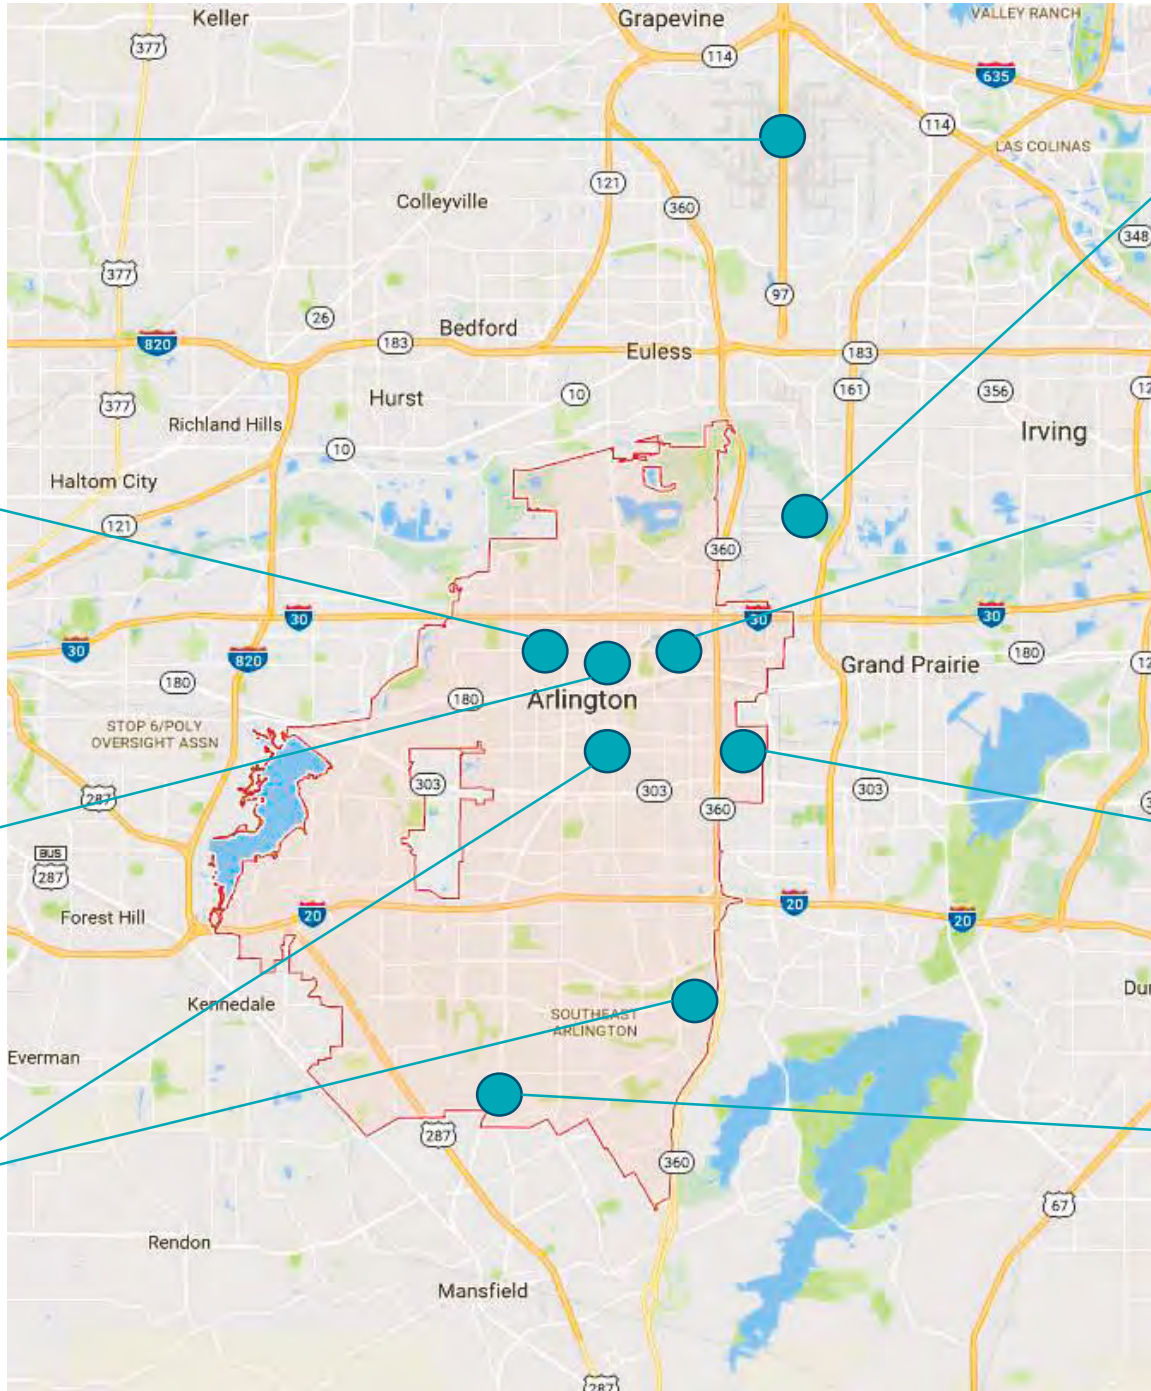 Keller
Grapevine
VALLEY RANCH
377
114
635
114
LAS COLINAS
121
Colleyville
360
348
377
97
26
Bedford
820
183
Euless
183
161
356
377
Hurst
10
Richland Hills
Irving
10
Haltom City
121
360
30
30
30
30
820
180
Grand Prairie
180
180
Arlington
STOP 6/POLY
OVERSIGHT ASSN
303
303
303
287
360
BUS
287
20
20
20
Forest Hill
Kennedale
SOUTHEAST
ARLINGTON
Everman
287
360
67
Rendon
Mansfield
287